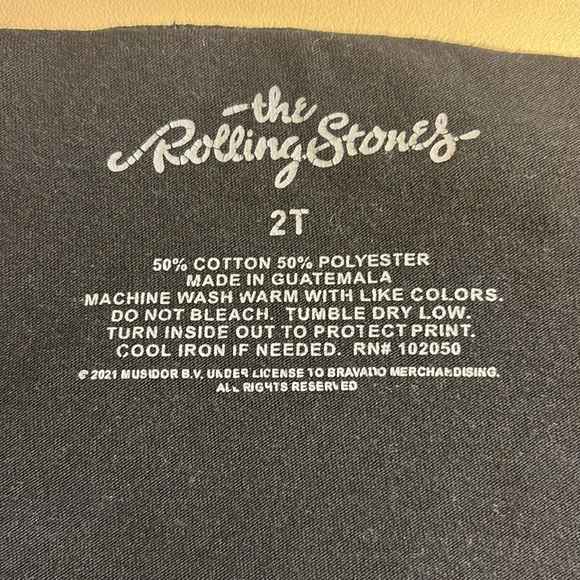 the
Rolling Stones
2T
50% COTTON 50% POLYESTER
MADE IN GUATEMALA
MACHINE WASH WARM WITH LIKE COLORS.
DO NOT BLEACH. TUMBLE DRY LOW.
TURN INSIDE OUT TO PROTECT PRINT.
COOL IRON IF NEEDED. RN# 102050
© 2021 MUSIDOR B.V. UNDER LICENSE TO BRAVADO MERCHANDISING.
ALL RIGHTS RESERVED